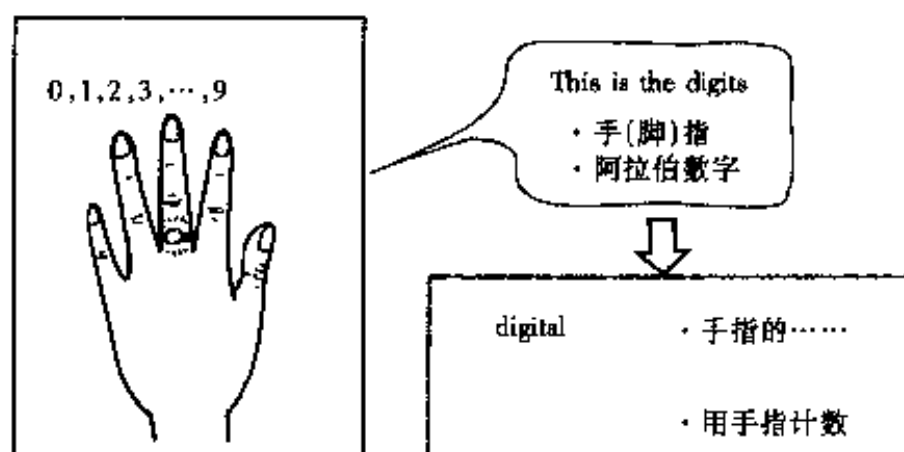 0,1,2,3,…,9
This is the digits
·手(脚)指
·阿拉伯数字
digital ·手指的……
·用手指计数